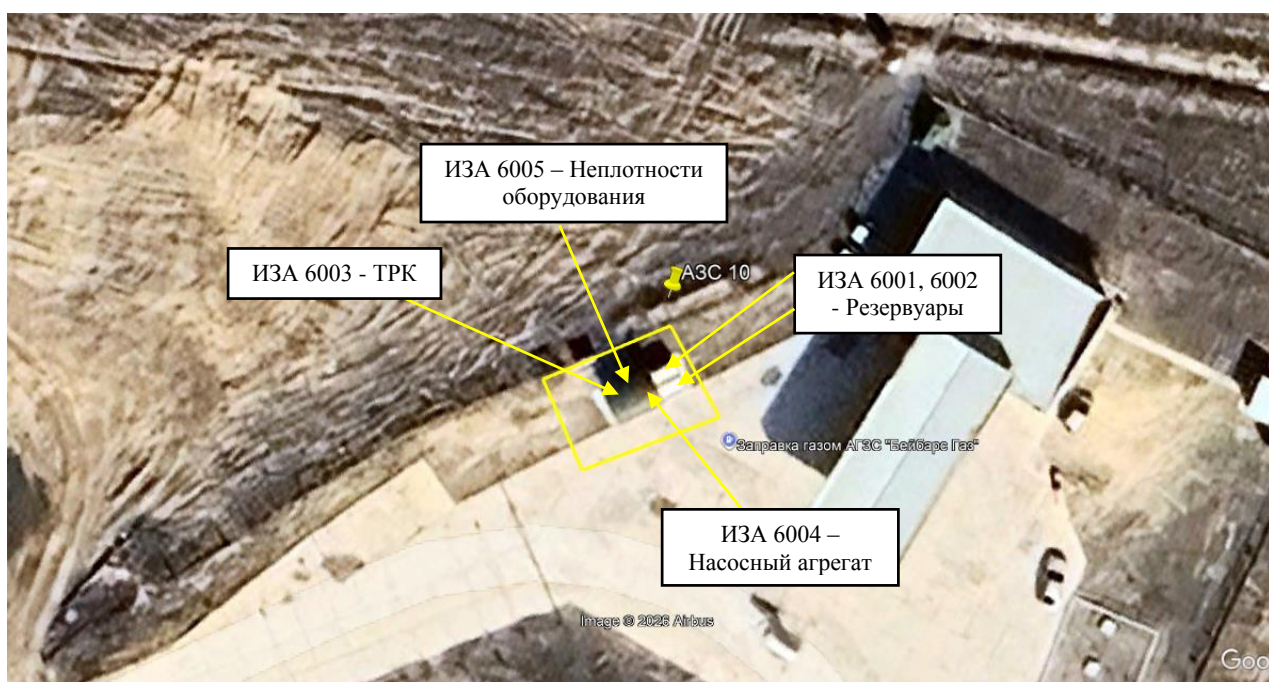 ИЗА 6005 – Неплотности
оборудования
ИЗА 6003 - ТРК
АЗС 10
ИЗА 6001, 6002
- Резервуары
Заправка газом АГЗС "Бейбарс Газ"
ИЗА 6004 –
Насосный агрегат
Image © 2026 Airbus
Goo